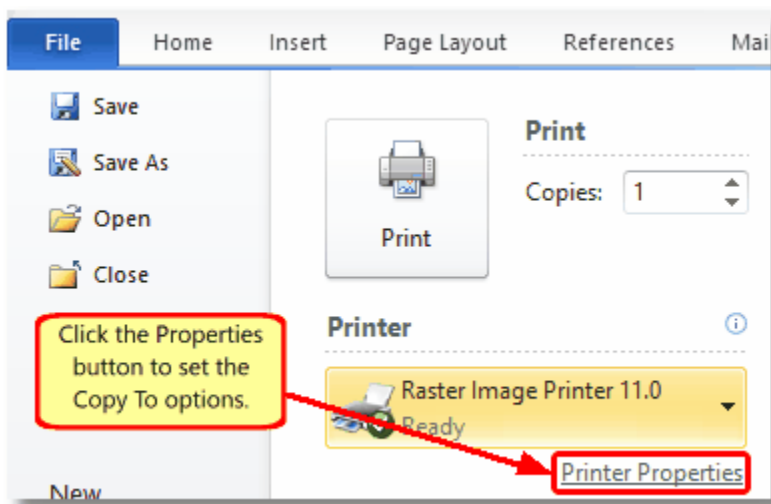 File Home Insert Page Layout References Mai
Save
Save As
Open
Close
Click the Properties
button to set the
Copy To options.
New
Print
Print
Copies: 1
Printer
Raster Image Printer 11.0
Ready
Printer Properties